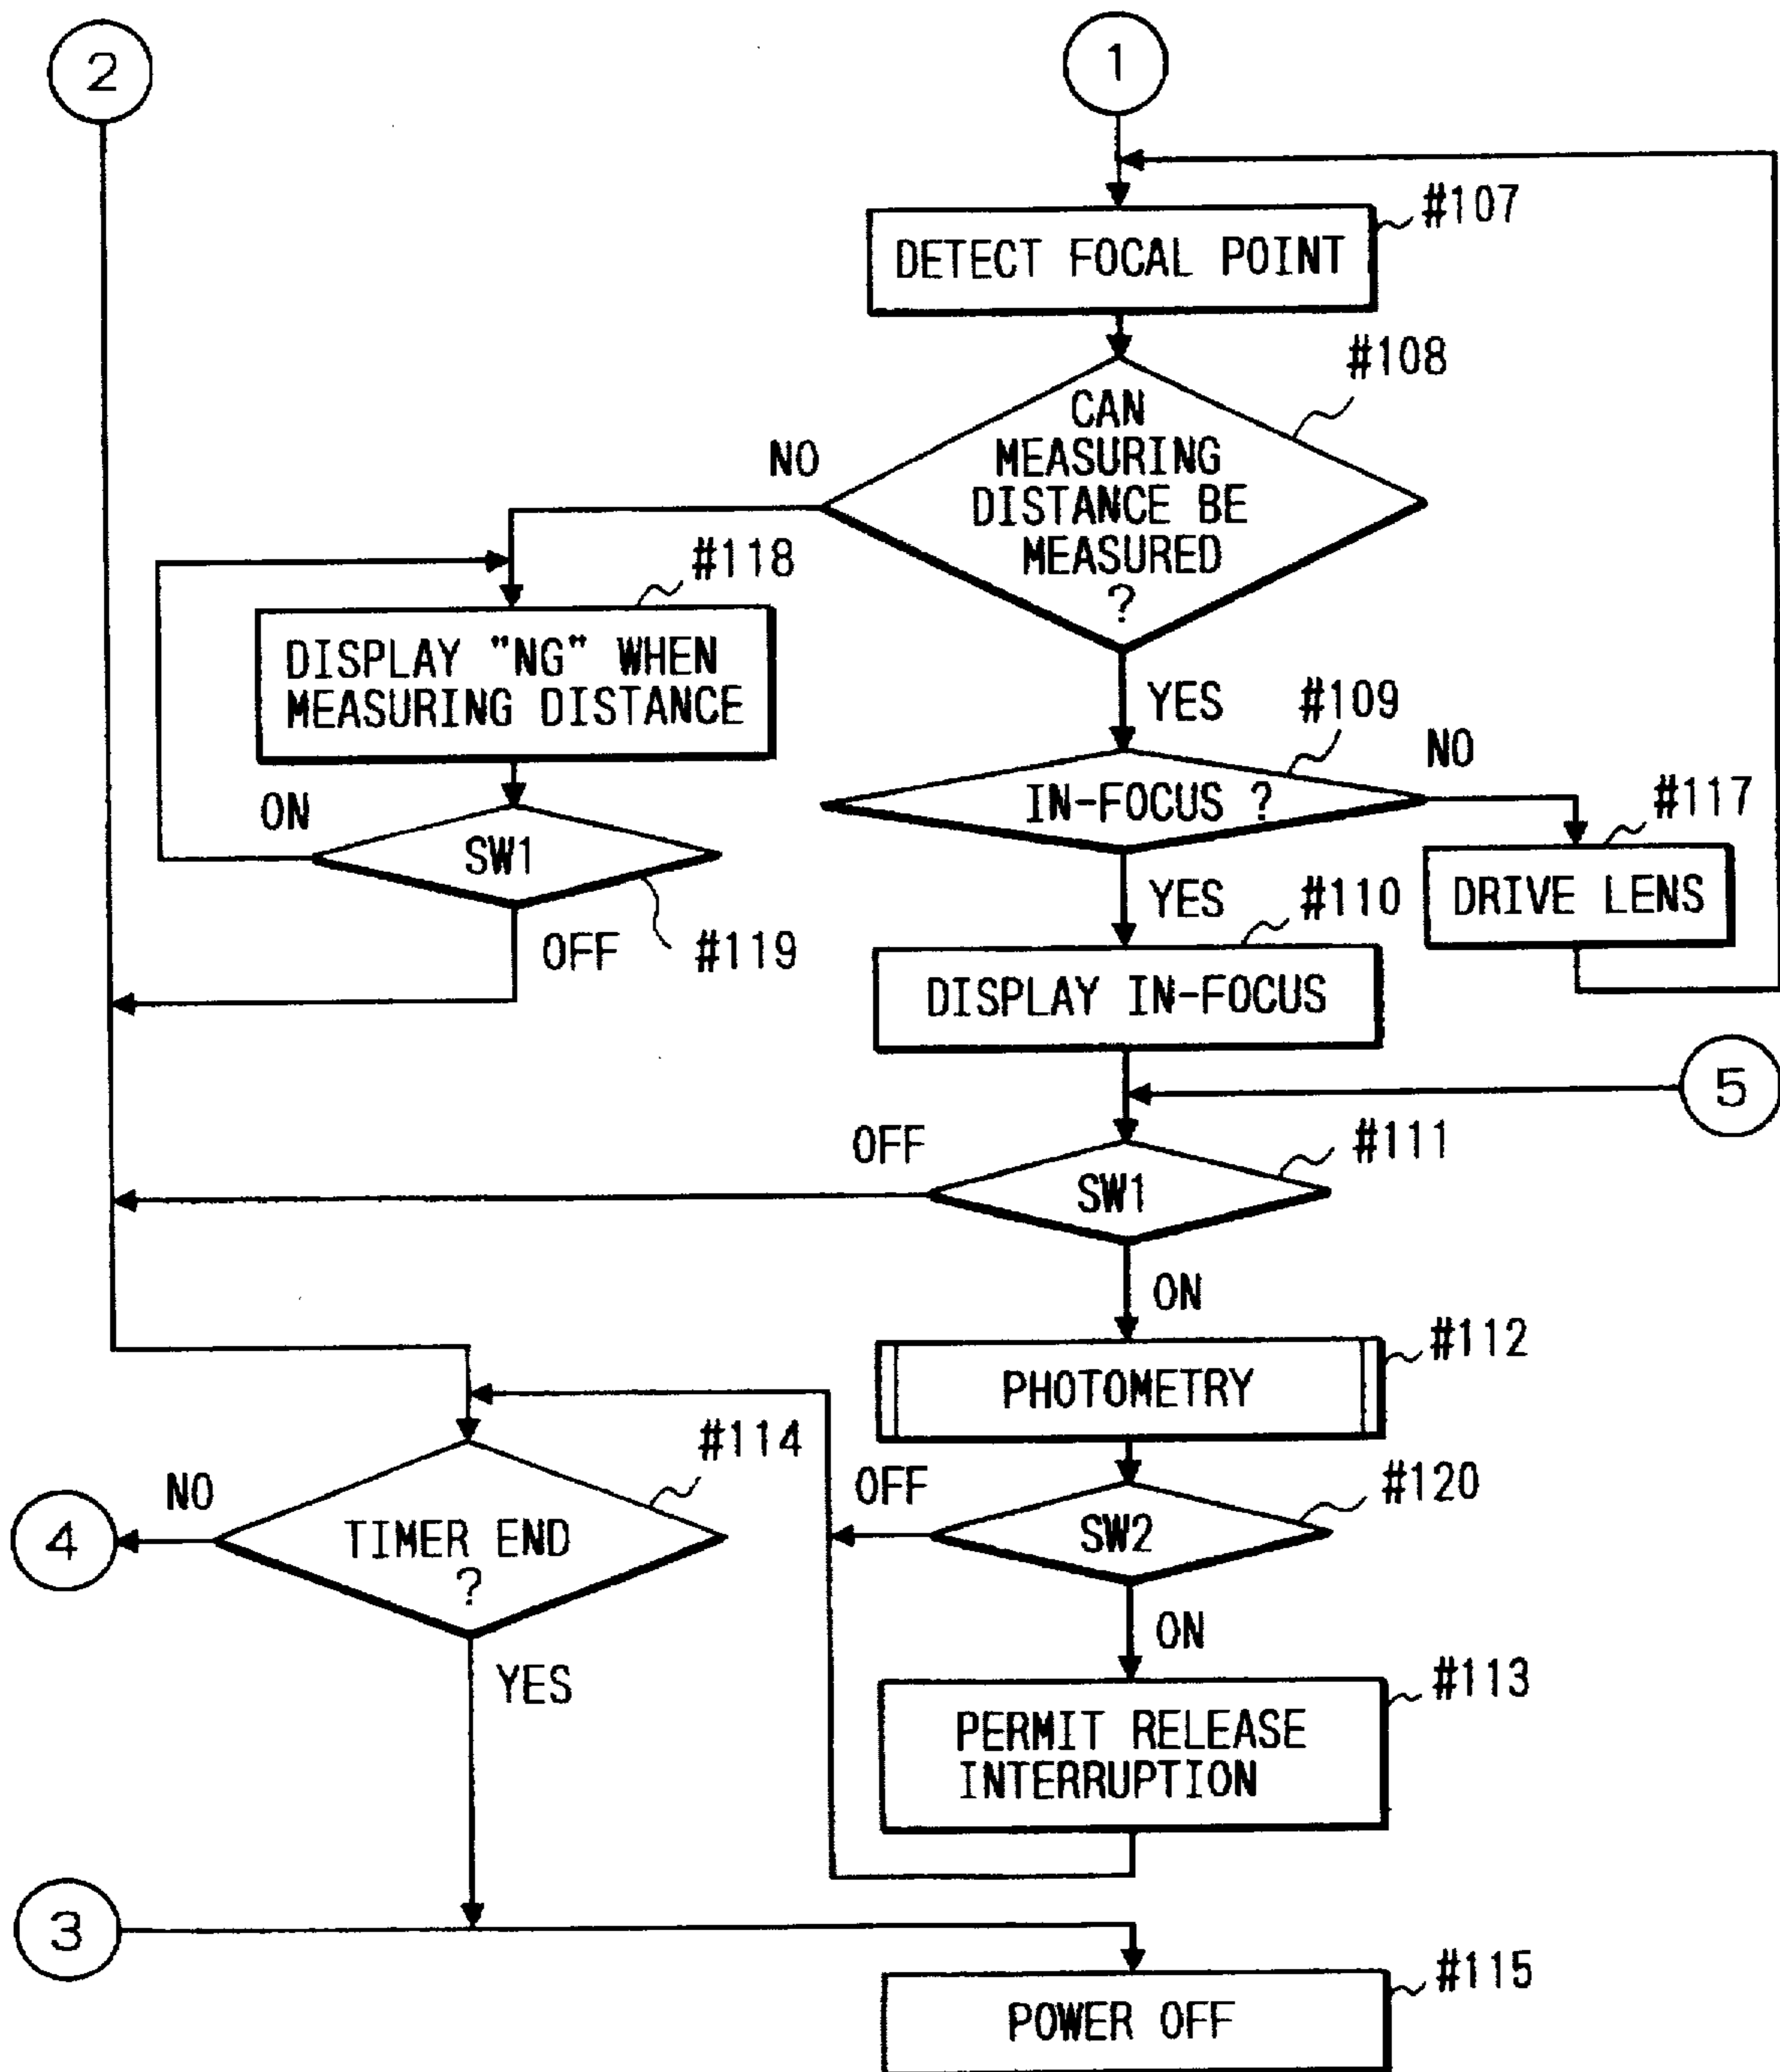 2
1
#107
DETECT FOCAL POINT
#108
CAN
MEASURING
DISTANCE BE
MEASURED
?
NO
YES
#118
DISPLAY "NG" WHEN
MEASURING DISTANCE
ON
SW1
OFF
#119
#109
IN-FOCUS ?
NO
YES
#117
DRIVE LENS
#110
DISPLAY IN-FOCUS
5
#111
OFF
SW1
ON
#112
PHOTOMETRY
#114
NO
4
TIMER END
?
YES
#120
OFF
SW2
ON
#113
PERMIT RELEASE
INTERRUPTION
3
#115
POWER OFF